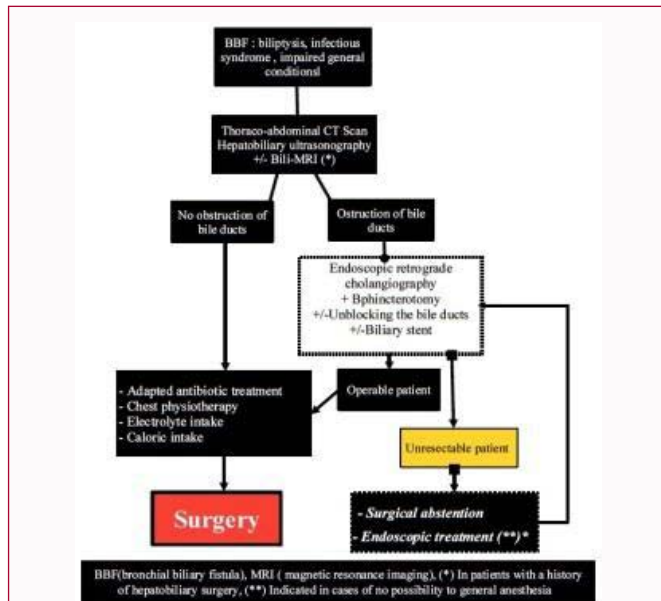 BBF : biliptysis, infectious
syndrome , impaired general
conditionsl
Thoraco-abdominal CT Scan
Hepatobiliary ultrasonography
+/- Bili-MRI (*)
No obstruction of
bile ducts
Ostruction of bile
ducts
Endoscopic retrograde
cholangiography
+ Bphincterotomy
+/-Unblocking the bile ducts
+/-Biliary stent
- Adapted antibiotic treatment
- Chest physiotherapy
- Electrolyte intake
- Caloric intake
Operable patient
Unresectable patient
Surgery
- Surgical abstention
- Endoscopic treatment (**)*
BBF(bronchial biliary fistula), MRI ( magnetic resonance imaging), (*) In patients with a history
of hepatobiliary surgery, (**) Indicated in cases of no possibility to general anesthesia